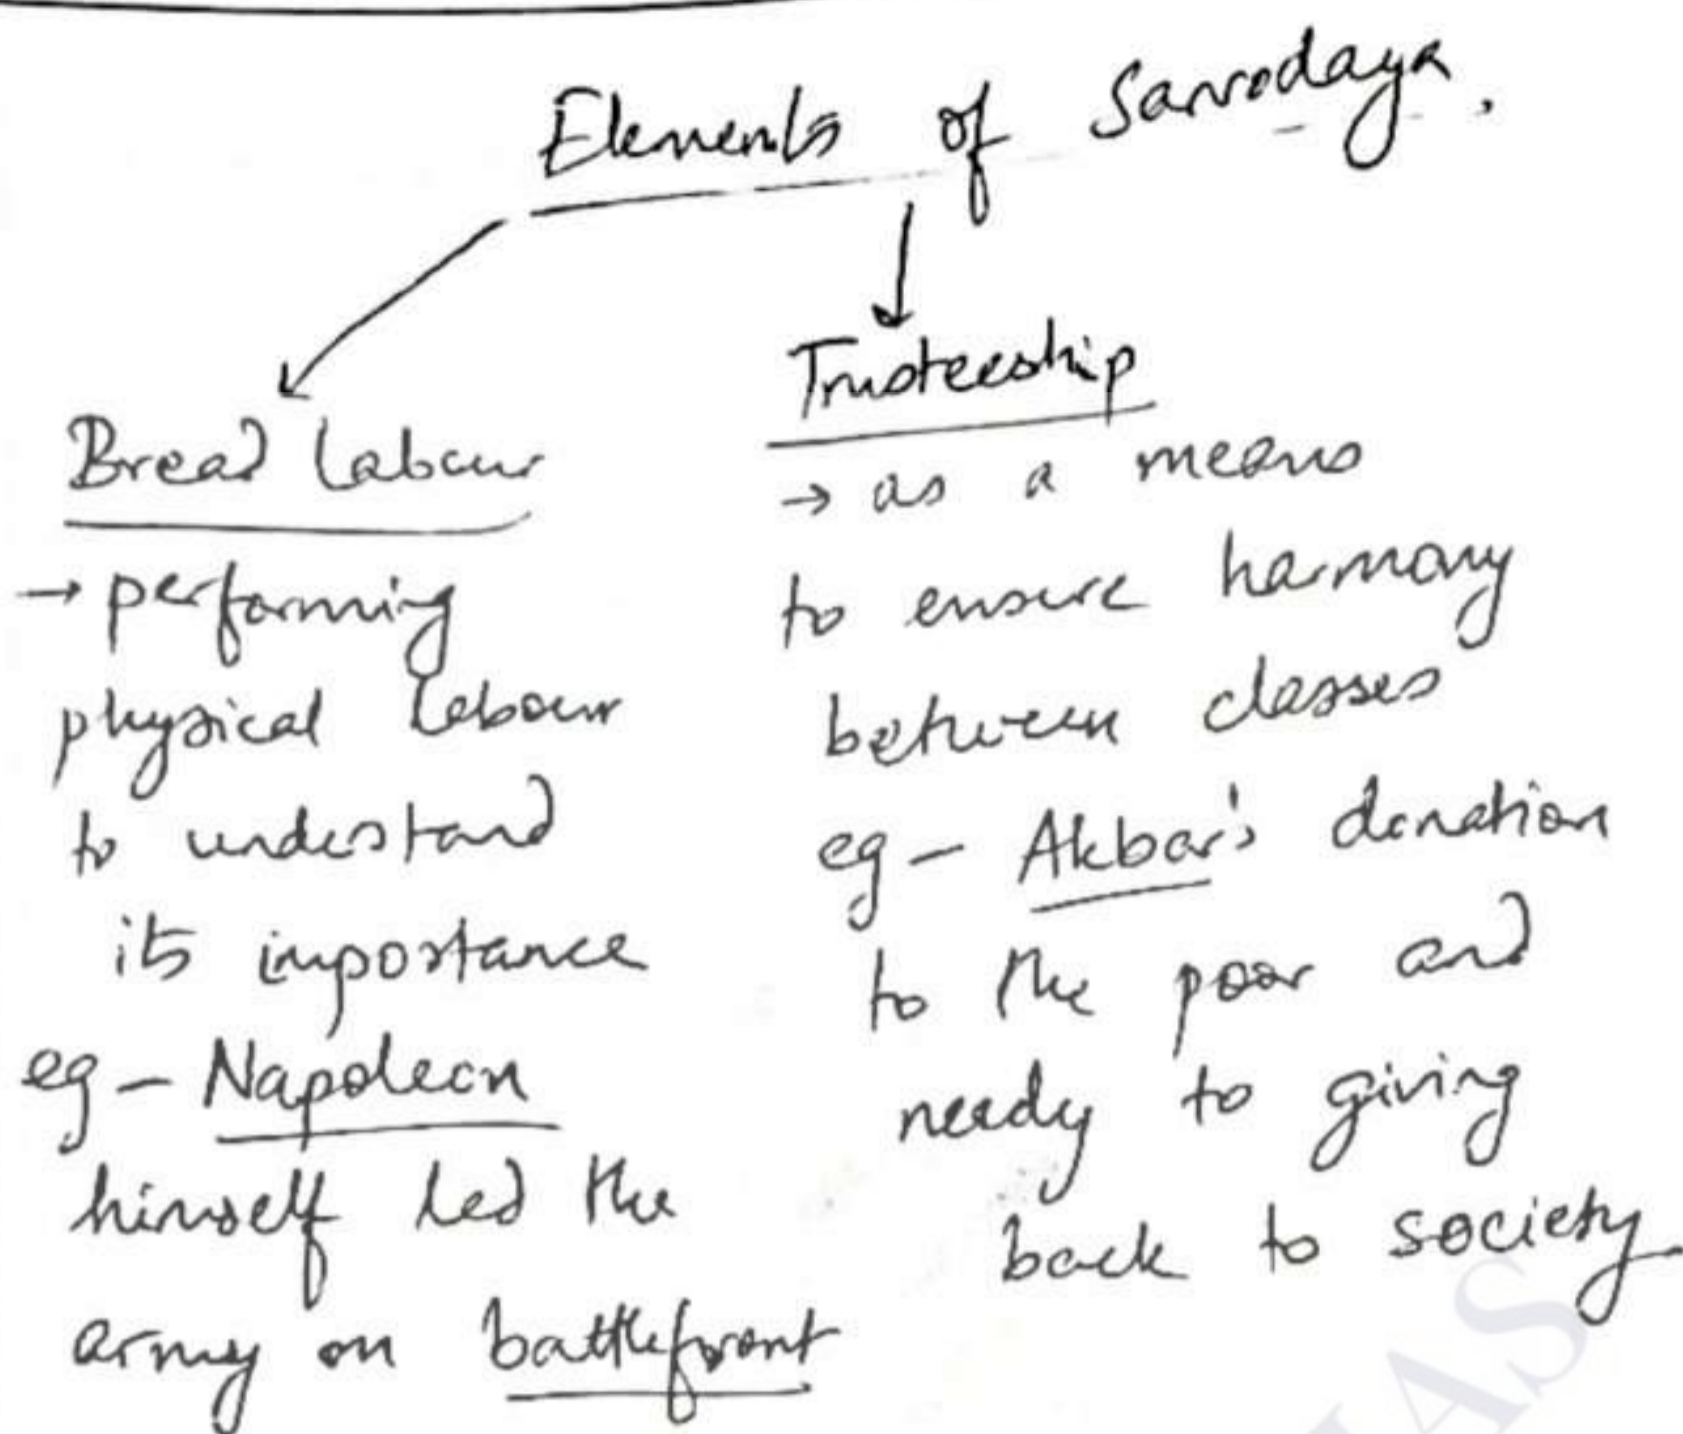 Elements of Sarvodaya.
Bread labour
→ performing
physical labour
to understand
its importance
eg - Napoleon
himself led the
army on battlefront
Trusteeship
→ as a means
to ensure harmony
between classes
eg - Akbar's donation
to the poor and
needy to giving
back to society
IAS